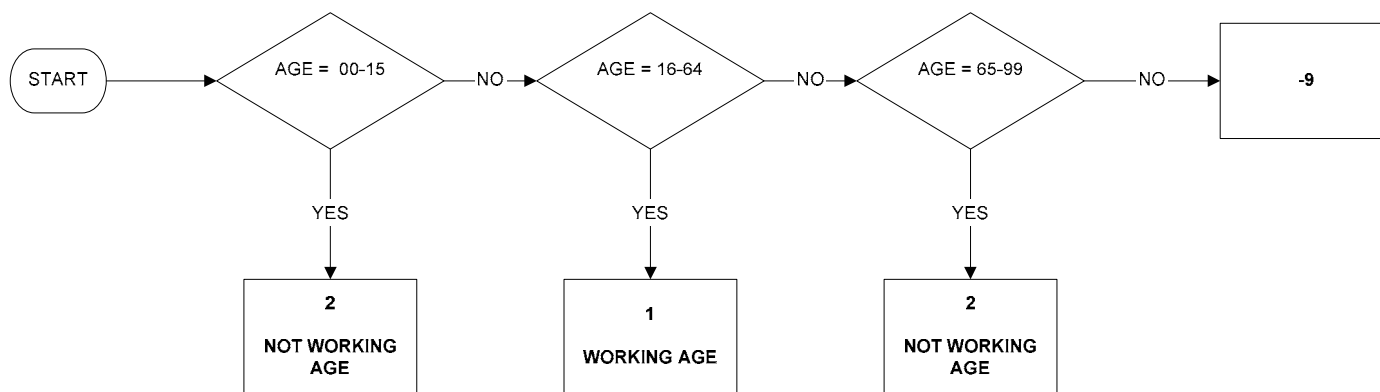 START
AGE = 00-15
NO
AGE = 16-64
NO
AGE = 65-99
NO
-9
YES
YES
YES
2
NOT WORKING
AGE
1
WORKING AGE
2
NOT WORKING
AGE